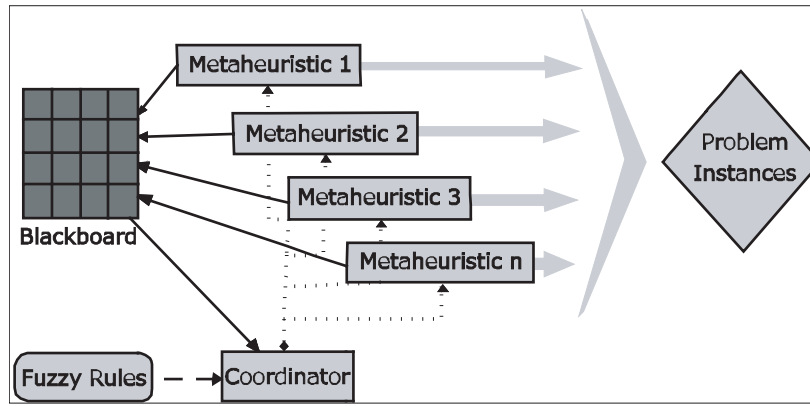 Metaheuristic 1
Metaheuristic 2
Metaheuristic 3
Metaheuristic n
Blackboard
Problem
Instances
Fuzzy Rules
Coordinator